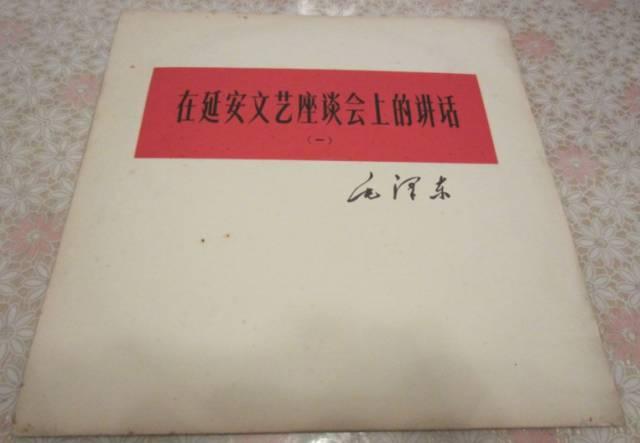 在延安文艺座谈会上的讲话
（一）
毛泽东